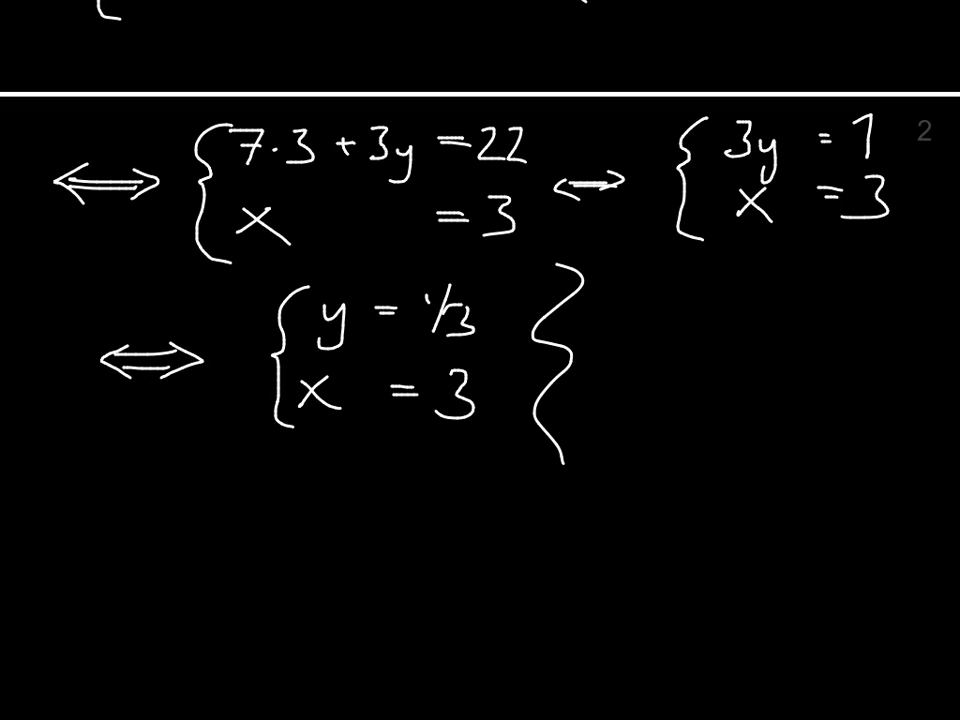 ⟺ { 7·3 + 3y = 22 ⟺ { 3y = 1 2
x = 3 x = 3
⟺ { y = 1/3 }
x = 3